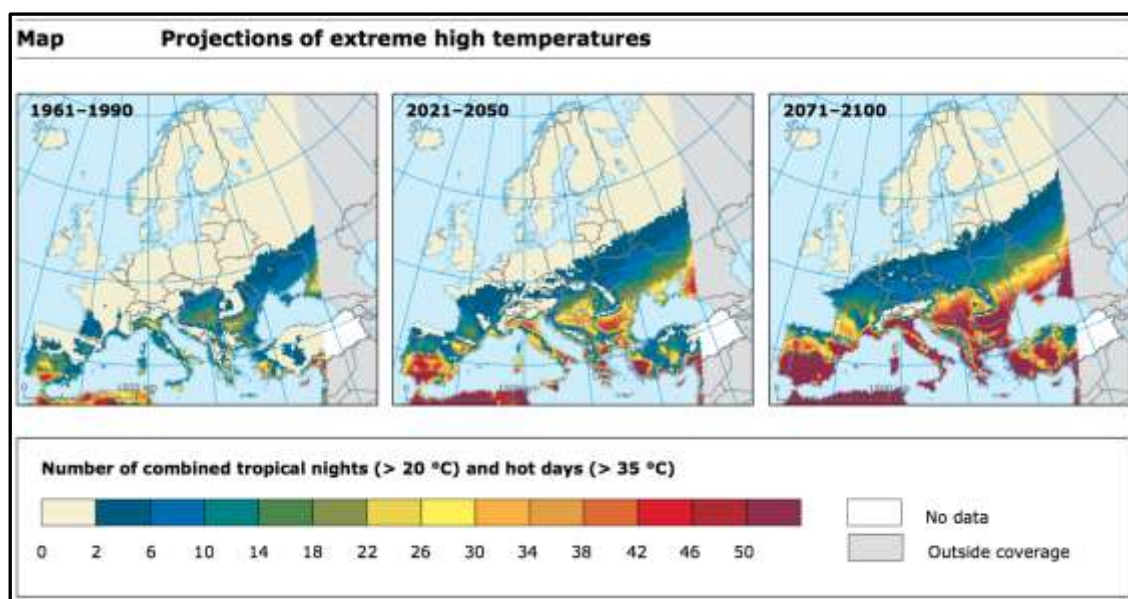 Map Projections of extreme high temperatures
1961–1990 2021–2050 2071–2100
Number of combined tropical nights (> 20 °C) and hot days (> 35 °C)
0 2 6 10 14 18 22 26 30 34 38 42 46 50
No data
Outside coverage